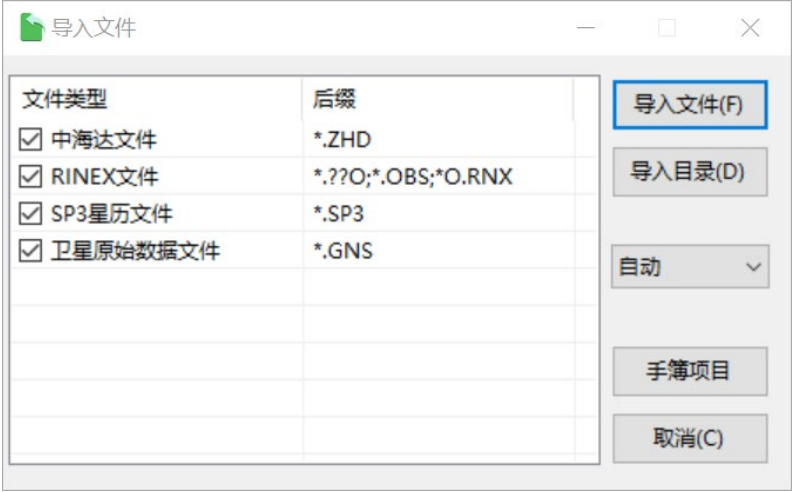 导入文件
文件类型 后缀
中海达文件 *.ZHD
RINEX文件 *.??O;*.OBS;*O.RNX
SP3星历文件 *.SP3
卫星原始数据文件 *.GNS
导入文件(F)
导入目录(D)
自动
手簿项目
取消(C)